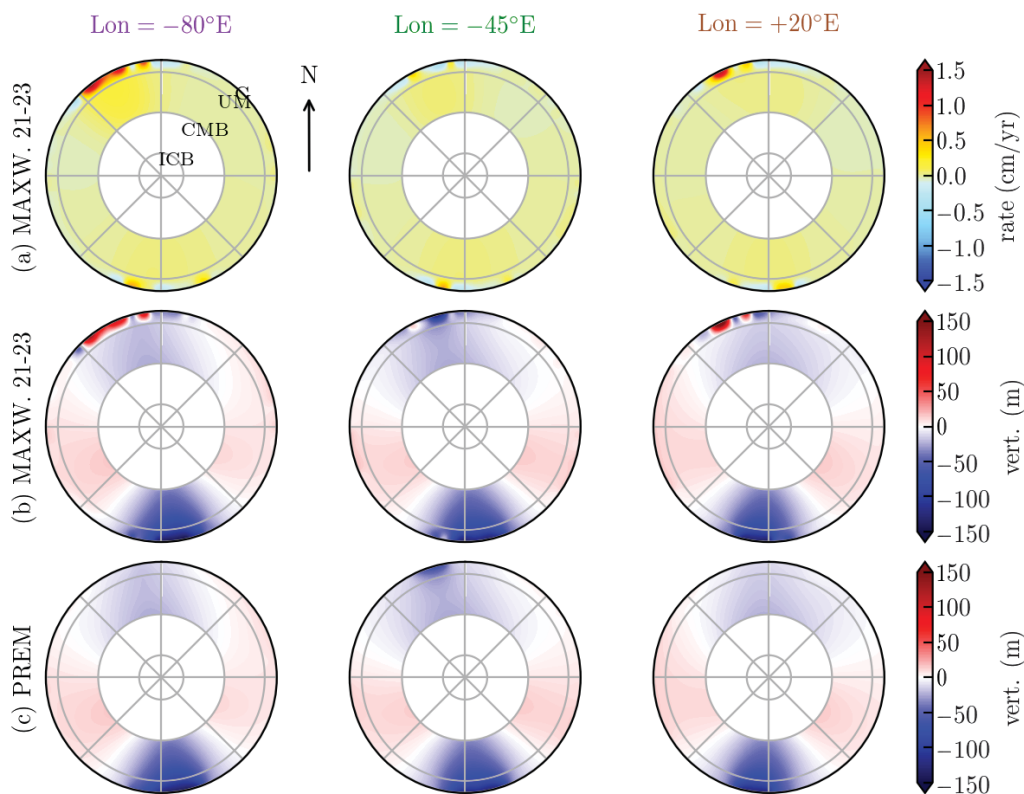 Lon = −80°E
Lon = −45°E
Lon = +20°E
(a) MAXW. 21-23
N
C
UM
CMB
ICB
1.5
1.0
0.5
0.0
−0.5
−1.0
−1.5
rate (cm/yr)
(b) MAXW. 21-23
150
100
50
0
−50
−100
−150
vert. (m)
(c) PREM
150
100
50
0
−50
−100
−150
vert. (m)